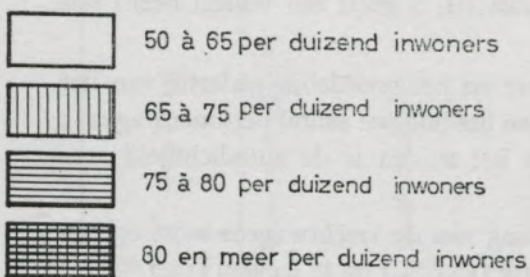 50 à 65 per duizend inwoners
65 à 75 per duizend inwoners
75 à 80 per duizend inwoners
80 en meer per duizend inwoners